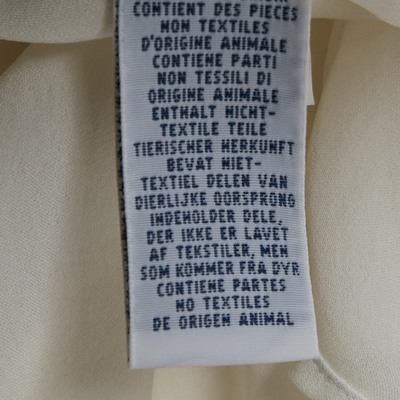 CONTIENT DES PIECES
NON TEXTILES
D'ORIGINE ANIMALE
CONTIENE PARTI
NON TESSILI DI
ORIGINE ANIMALE
ENTHALT NICHT-
TEXTILE TEILE
TIERISCHER HERKUNFT
BEVAT NIET-
TEXTIEL DELEN VAN
DIERLIJKE OORSPRONG
INDEHOLDER DELE,
DER IKKE ER LAVET
AF TEKSTILER, MEN
SOM KOMMER FRA DYR
CONTIENE PARTES
NO TEXTILES
DE ORIGEN ANIMAL